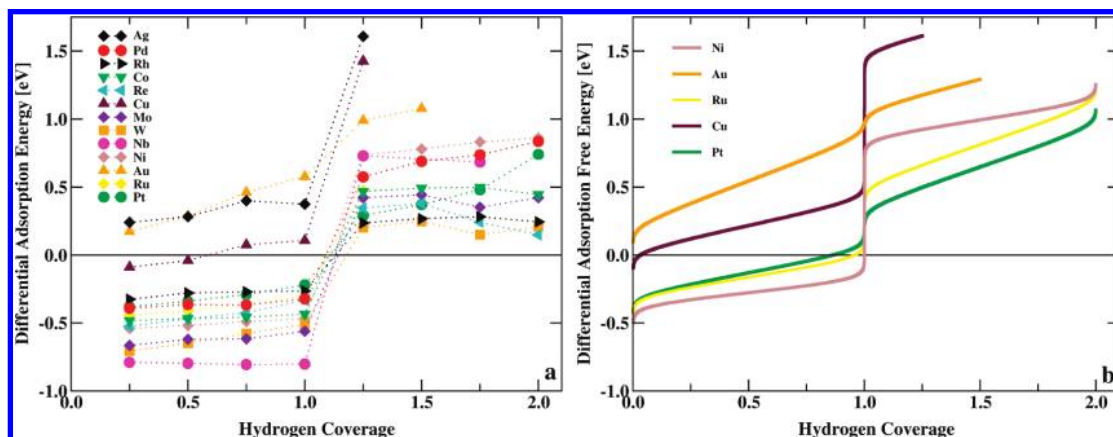 Differential Adsorption Energy [eV]
1.5
1.0
0.5
0.0
-0.5
-1.0
Ag
Pd
Rh
Co
Re
Cu
Mo
W
Nb
Ni
Au
Ru
Pt
a
0.0
0.5
1.0
1.5
2.0
Hydrogen Coverage
Differential Adsorption Free Energy [eV]
1.5
1.0
0.5
0.0
-0.5
-1.0
Ni
Au
Ru
Cu
Pt
b
0.0
0.5
1.0
1.5
2.0
Hydrogen Coverage